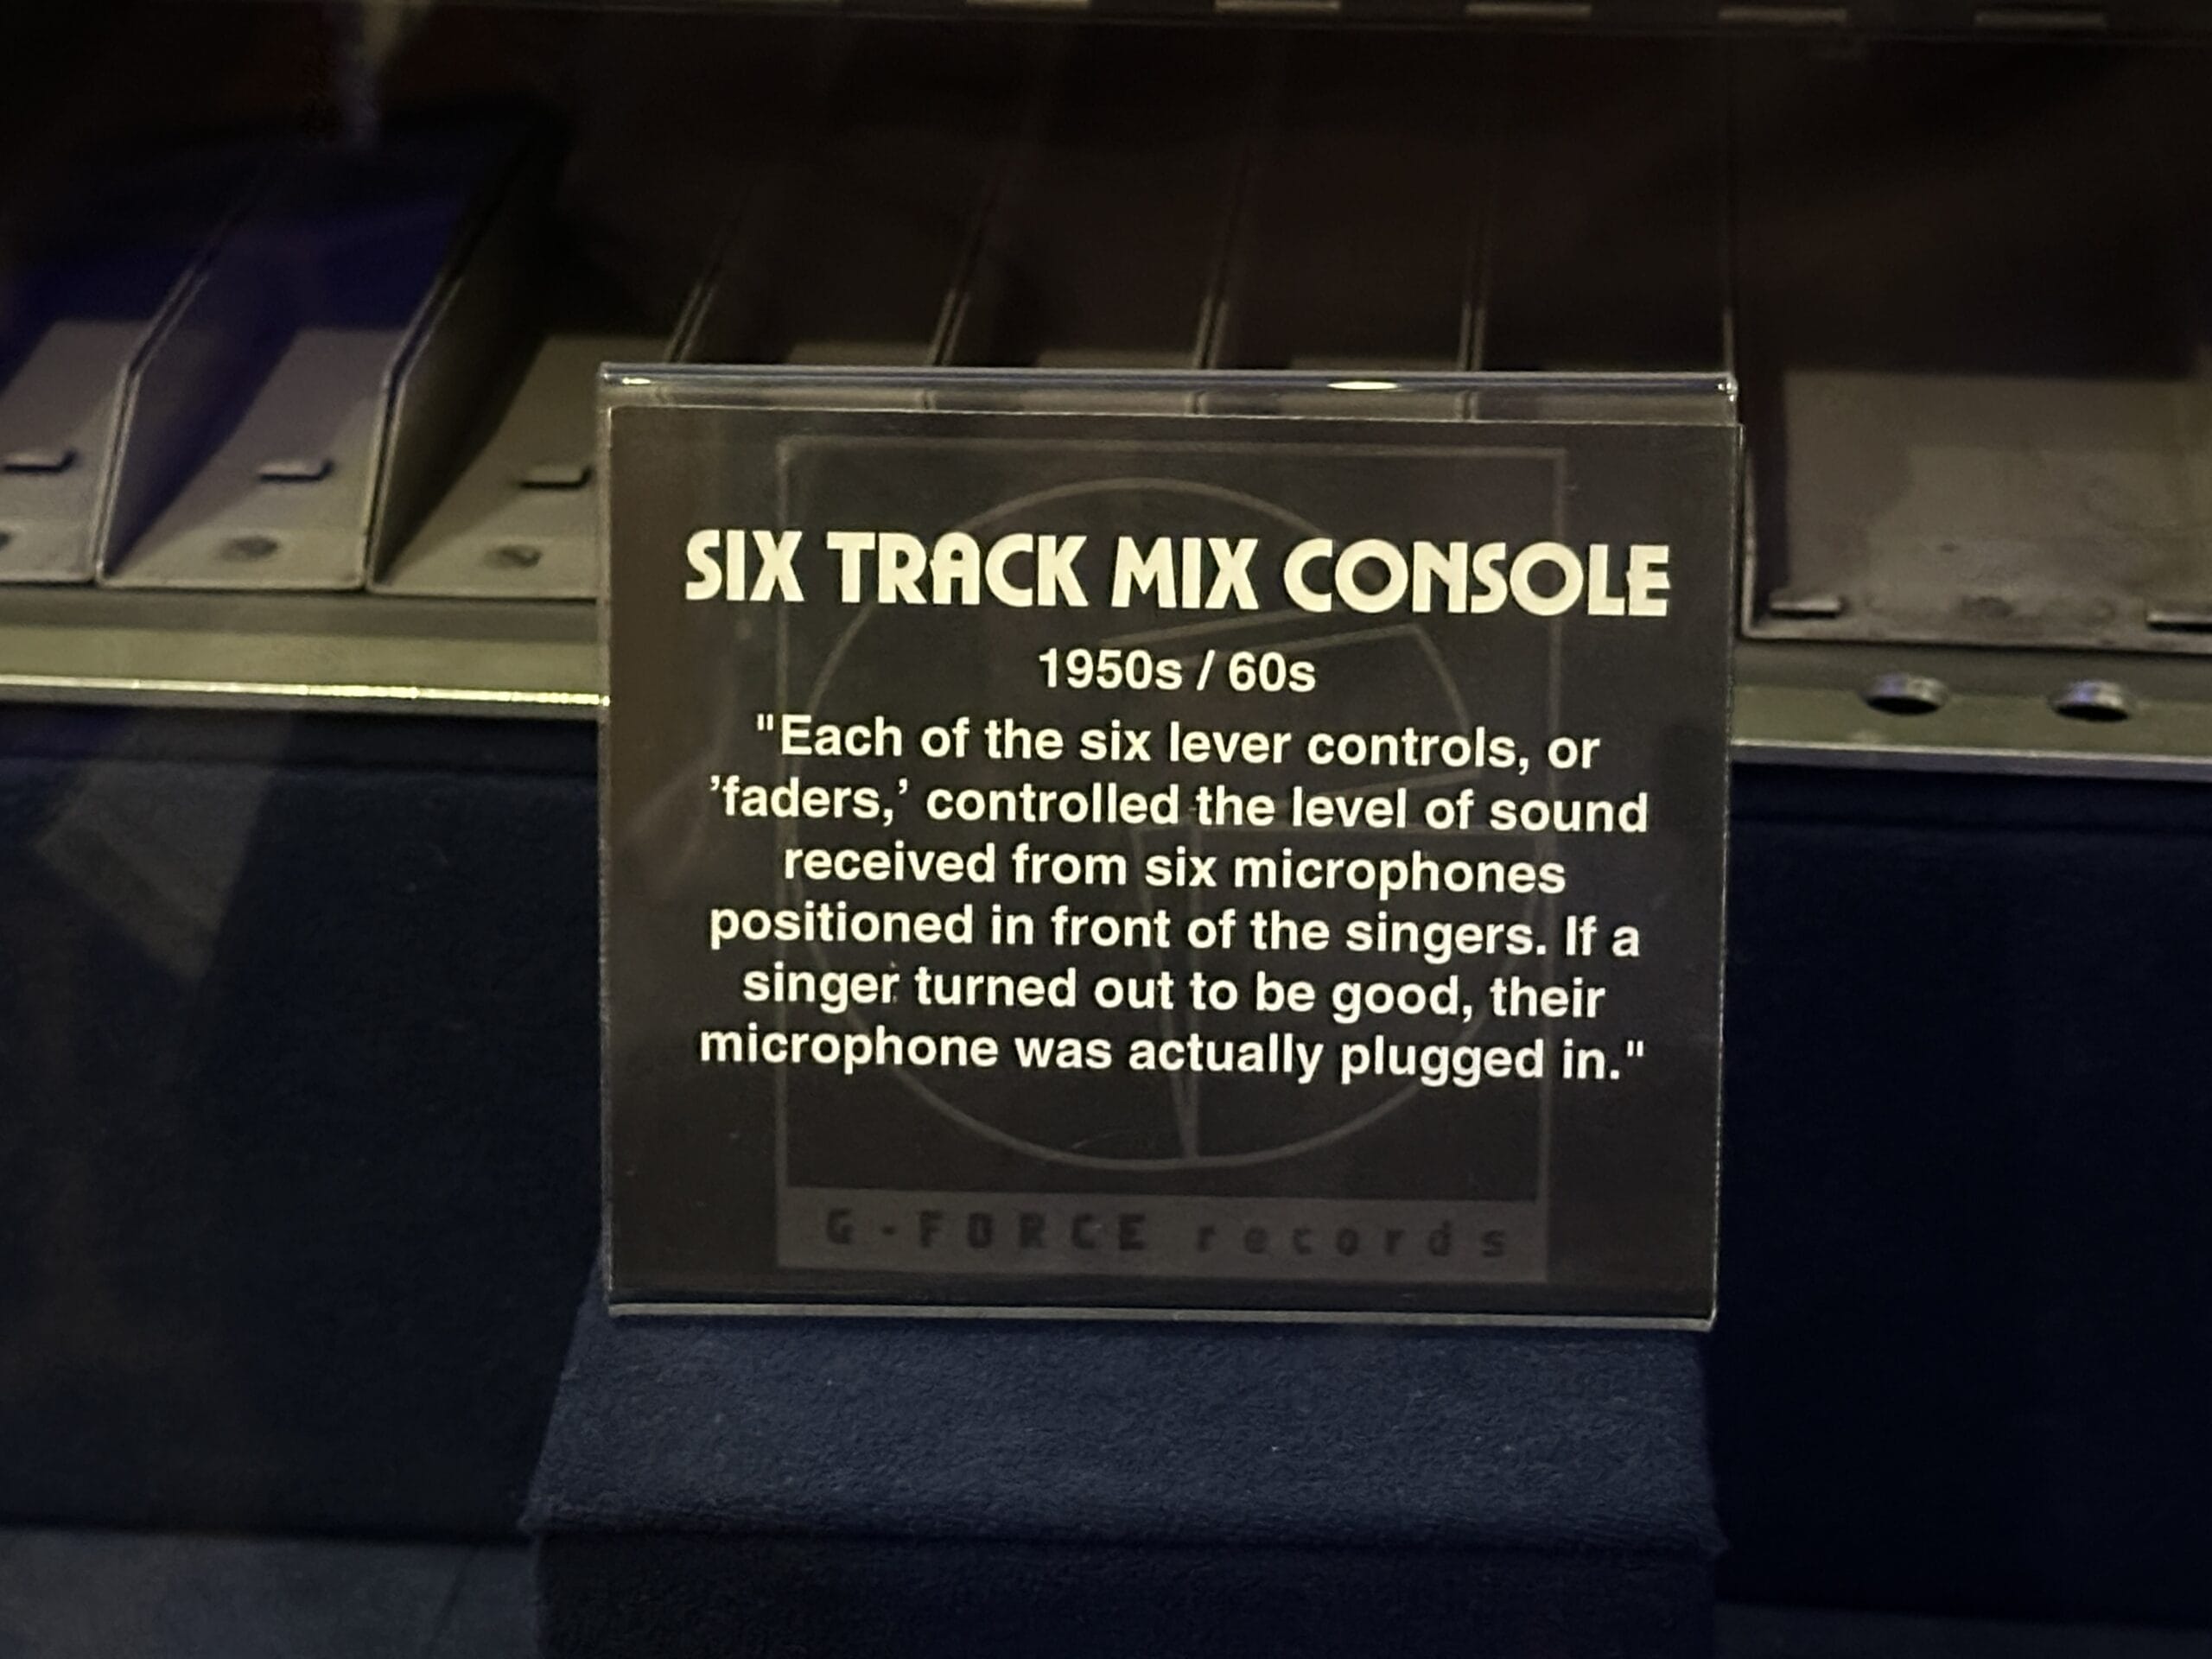 SIX TRACK MIX CONSOLE
1950s / 60s
"Each of the six lever controls, or
’faders,’ controlled the level of sound
received from six microphones
positioned in front of the singers. If a
singer turned out to be good, their
microphone was actually plugged in."
G-FORCE records